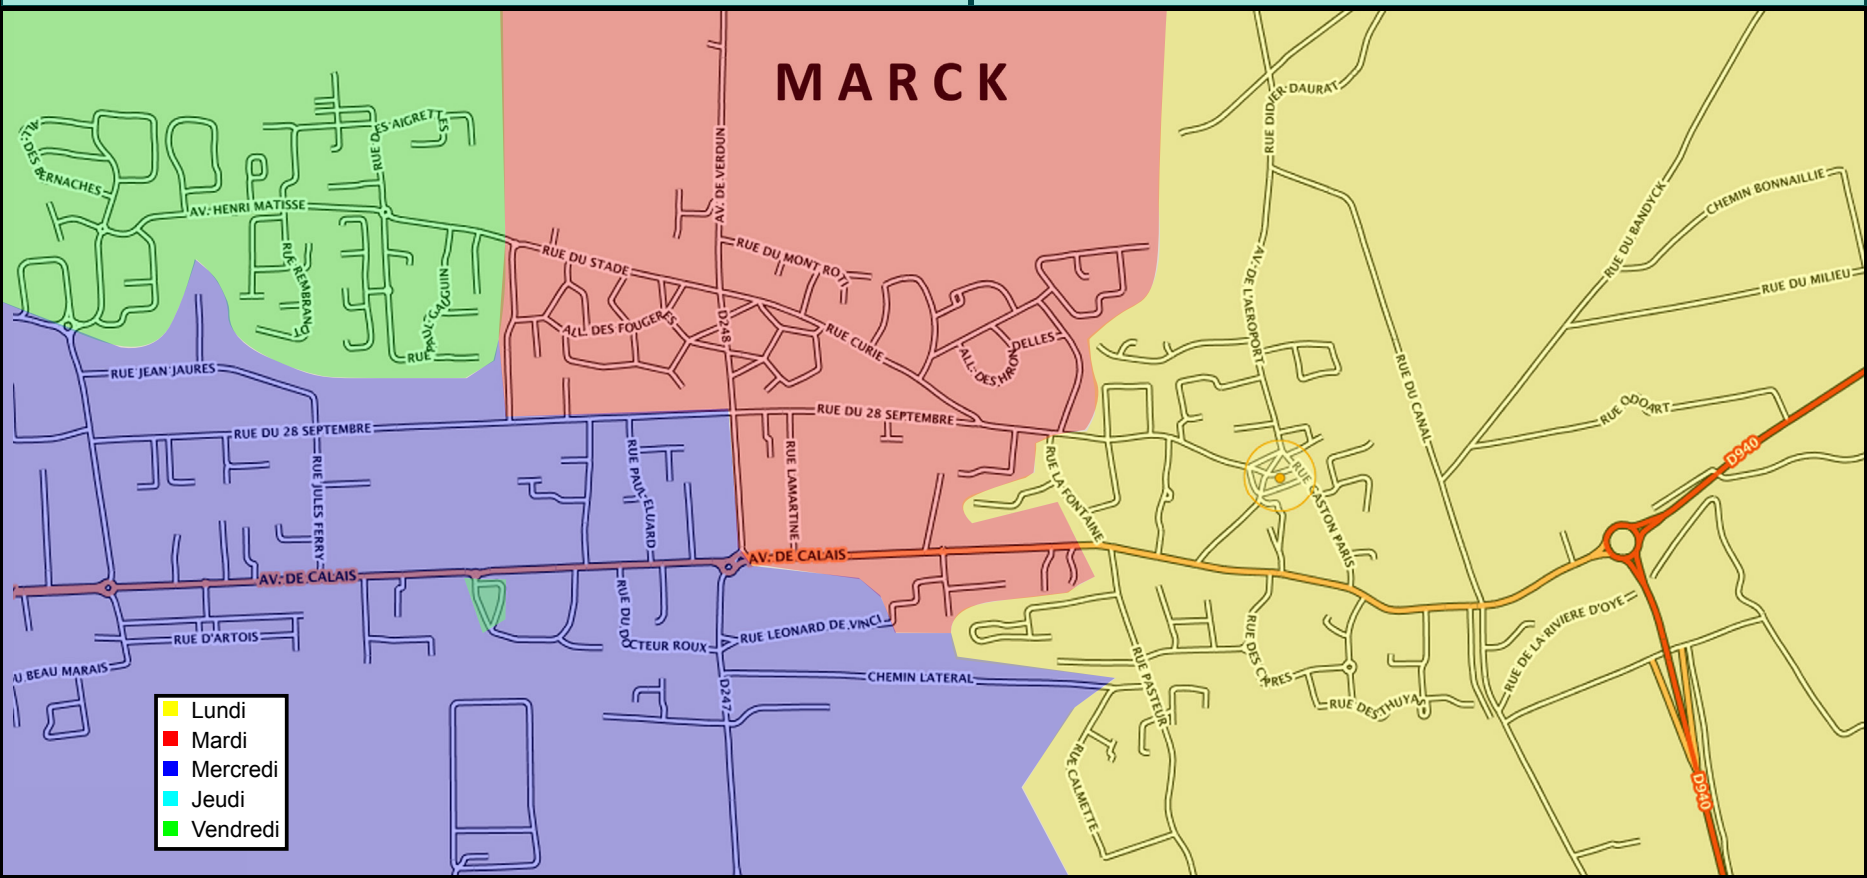 MARCK
RUE DIDIER DAURAT
ALL. DES BERNACHES
RUE DES AIGRETTES
AV. DE VERDUN
AV. HENRI MATISSE
CHEMIN BONNAILLIE
RUE DU BANDYCK
RUE REMBRANDT
RUE PAUL GAUGUIN
RUE DU STADE
RUE DU MONT ROTI
AV. DE L'AEROPORT
RUE DU MILIEU
ALL. DES FOUGERES
D248
RUE CURIE
ALL. DES HARONDELLES
RUE JEAN JAURES
RUE DU CANAL
RUE ODOART
RUE DU 28 SEPTEMBRE
RUE DU 28 SEPTEMBRE
RUE JULES FERRY
RUE PAUL ELUARD
RUE LAMARTINE
RUE LA FONTAINE
RUE GASTON PARIS
D940
AV. DE CALAIS
AV. DE CALAIS
RUE D'ARTOIS
RUE DU DOCTEUR ROUX
RUE LEONARD DE VINCI
RUE DES CYPRES
RUE DE LA RIVIERE D'OYE
U BEAU MARAIS
D247
CHEMIN LATERAL
RUE PASTEUR
RUE DES THUYAS
RUE CALMETTE
D940
Lundi
Mardi
Mercredi
Jeudi
Vendredi